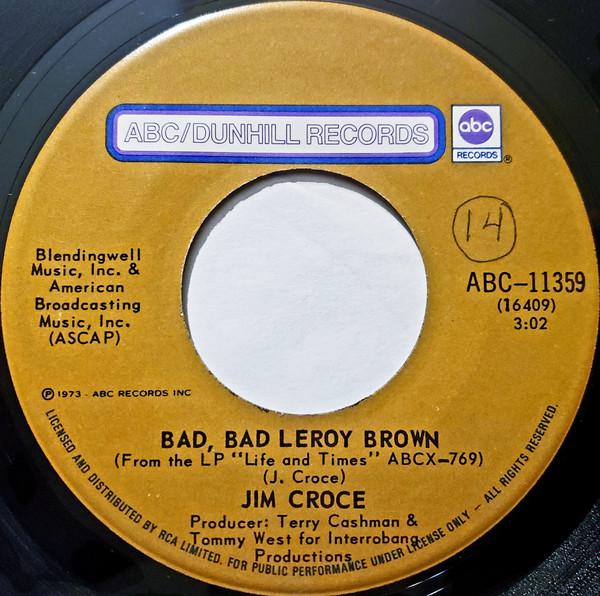 ABC/DUNHILL RECORDS
abc
RECORDS®
14
Blendingwell
Music, Inc. &
American
Broadcasting
Music, Inc.
(ASCAP)
ABC-11359
(16409)
3:02
Ⓟ 1973 - ABC RECORDS INC
BAD, BAD LEROY BROWN
(From the LP "Life and Times" ABCX-769)
(J. Croce)
JIM CROCE
Producer: Terry Cashman &
Tommy West for Interrobang
Productions
LICENSED AND DISTRIBUTED BY RCA LIMITED. FOR PUBLIC PERFORMANCE UNDER LICENSE ONLY - ALL RIGHTS RESERVED.